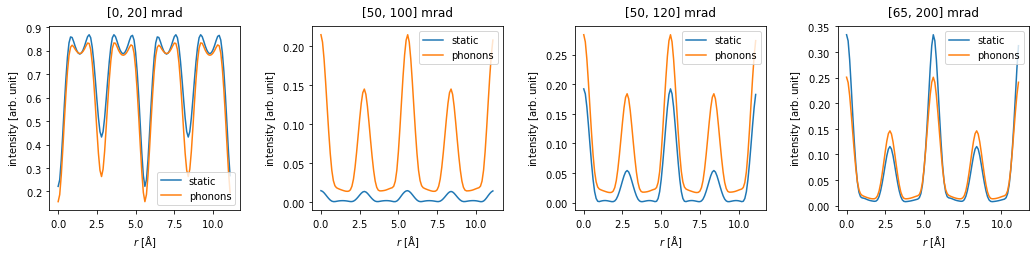 [0, 20] mrad
intensity [arb. unit]
0.9
0.8
0.7
0.6
0.5
0.4
0.3
0.2
0.0 2.5 5.0 7.5 10.0
r [Å]
static
phonons
[50, 100] mrad
intensity [arb. unit]
0.20
0.15
0.10
0.05
0.00
0.0 2.5 5.0 7.5 10.0
r [Å]
static
phonons
[50, 120] mrad
intensity [arb. unit]
0.25
0.20
0.15
0.10
0.05
0.00
0.0 2.5 5.0 7.5 10.0
r [Å]
static
phonons
[65, 200] mrad
intensity [arb. unit]
0.35
0.30
0.25
0.20
0.15
0.10
0.05
0.00
0.0 2.5 5.0 7.5 10.0
r [Å]
static
phonons